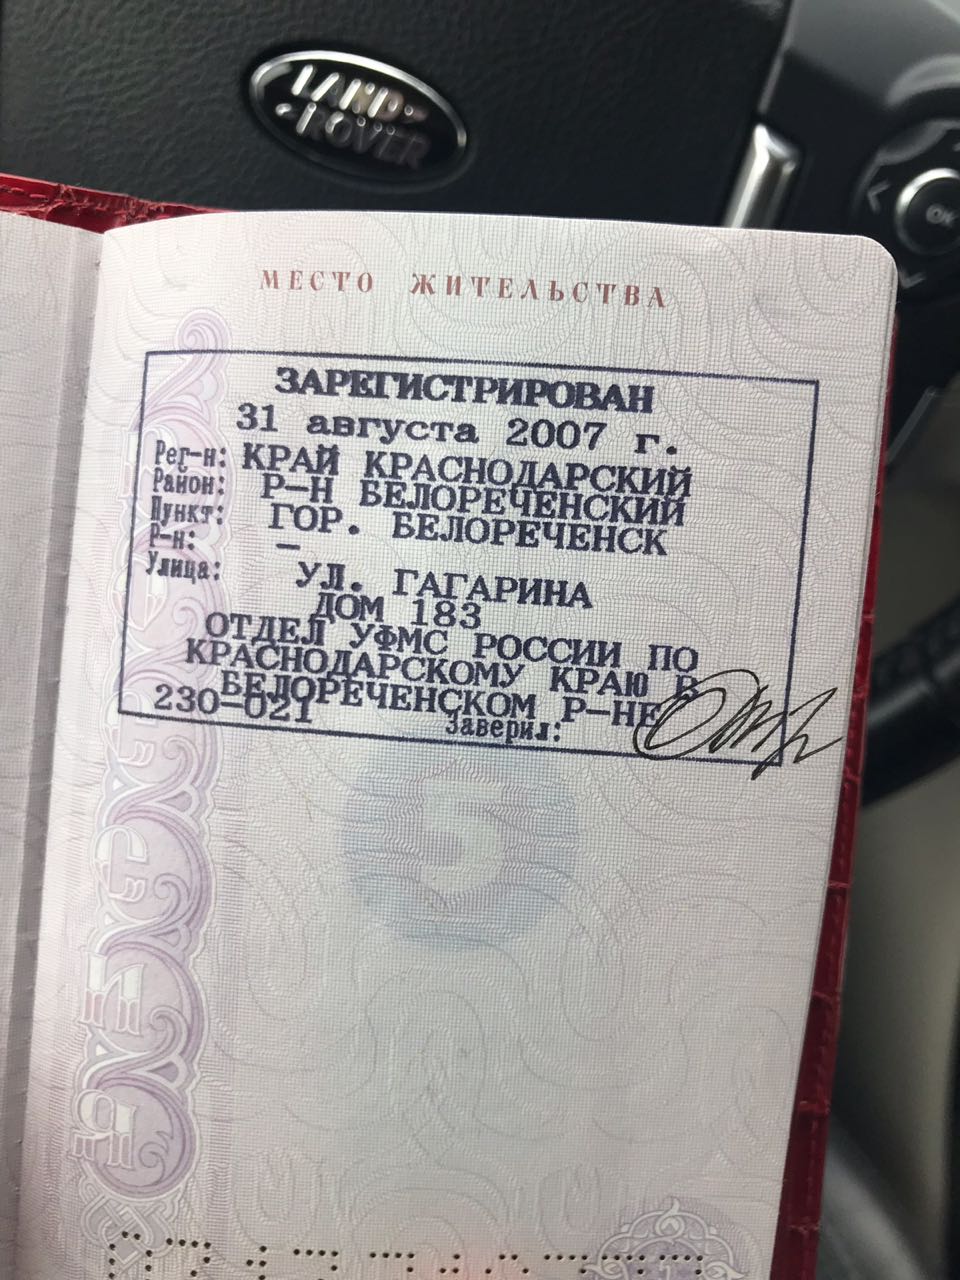 LAND
ROVER
OK
МЕСТО ЖИТЕЛЬСТВА
ЗАРЕГИСТРИРОВАН
31 августа 2007 г.
Рег-н: КРАЙ КРАСНОДАРСКИЙ
Район: Р-Н БЕЛОРЕЧЕНСКИЙ
Пункт: ГОР. БЕЛОРЕЧЕНСК
Р-н: –
Улица: УЛ. ГАГАРИНА
ДОМ 183
ОТДЕЛ УФМС РОССИИ ПО
КРАСНОДАРСКОМУ КРАЮ В
БЕЛОРЕЧЕНСКОМ Р-НЕ
230-021 Заверил:
5